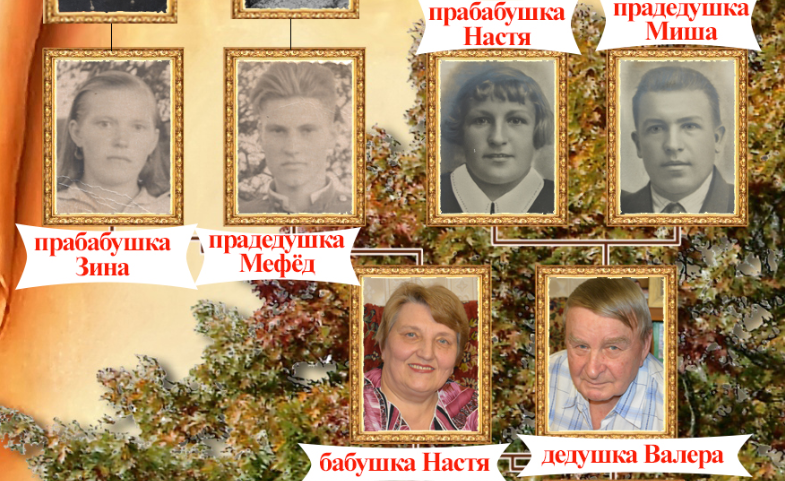 прабабушка
Настя
прадедушка
Миша
прабабушка
Зина
прадедушка
Мефёд
бабушка Настя
дедушка Валера